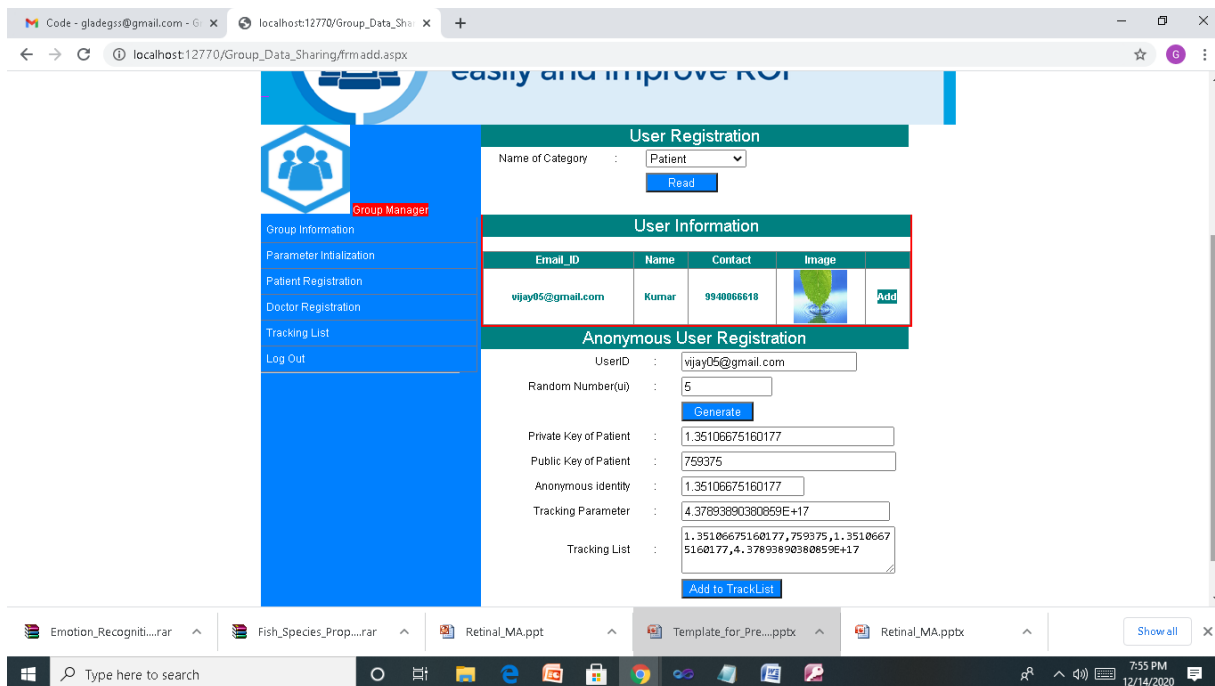 Code - gladegss@gmail.com - G
localhost:12770/Group_Data_Shar
localhost:12770/Group_Data_Sharing/frmadd.aspx
G
easily and improve ROI
Group Manager
Group Information
Parameter Intialization
Patient Registration
Doctor Registration
Tracking List
Log Out
User Registration
Name of Category : Patient
Read
User Information
Email_ID Name Contact Image
vijay05@gmail.com Kumar 9940066618 Add
Anonymous User Registration
UserID : vijay05@gmail.com
Random Number(ui) : 5
Generate
Private Key of Patient : 1.35106675160177
Public Key of Patient : 759375
Anonymous identity : 1.35106675160177
Tracking Parameter : 4.37893890380859E+17
Tracking List : 1.35106675160177,759375,1.3510667
5160177,4.37893890380859E+17
Add to TrackList
Emotion_Recogniti....rar
Fish_Species_Prop....rar
Retinal_MA.ppt
Template_for_Pre....pptx
Retinal_MA.pptx
Show all
Type here to search
7:55 PM
12/14/2020